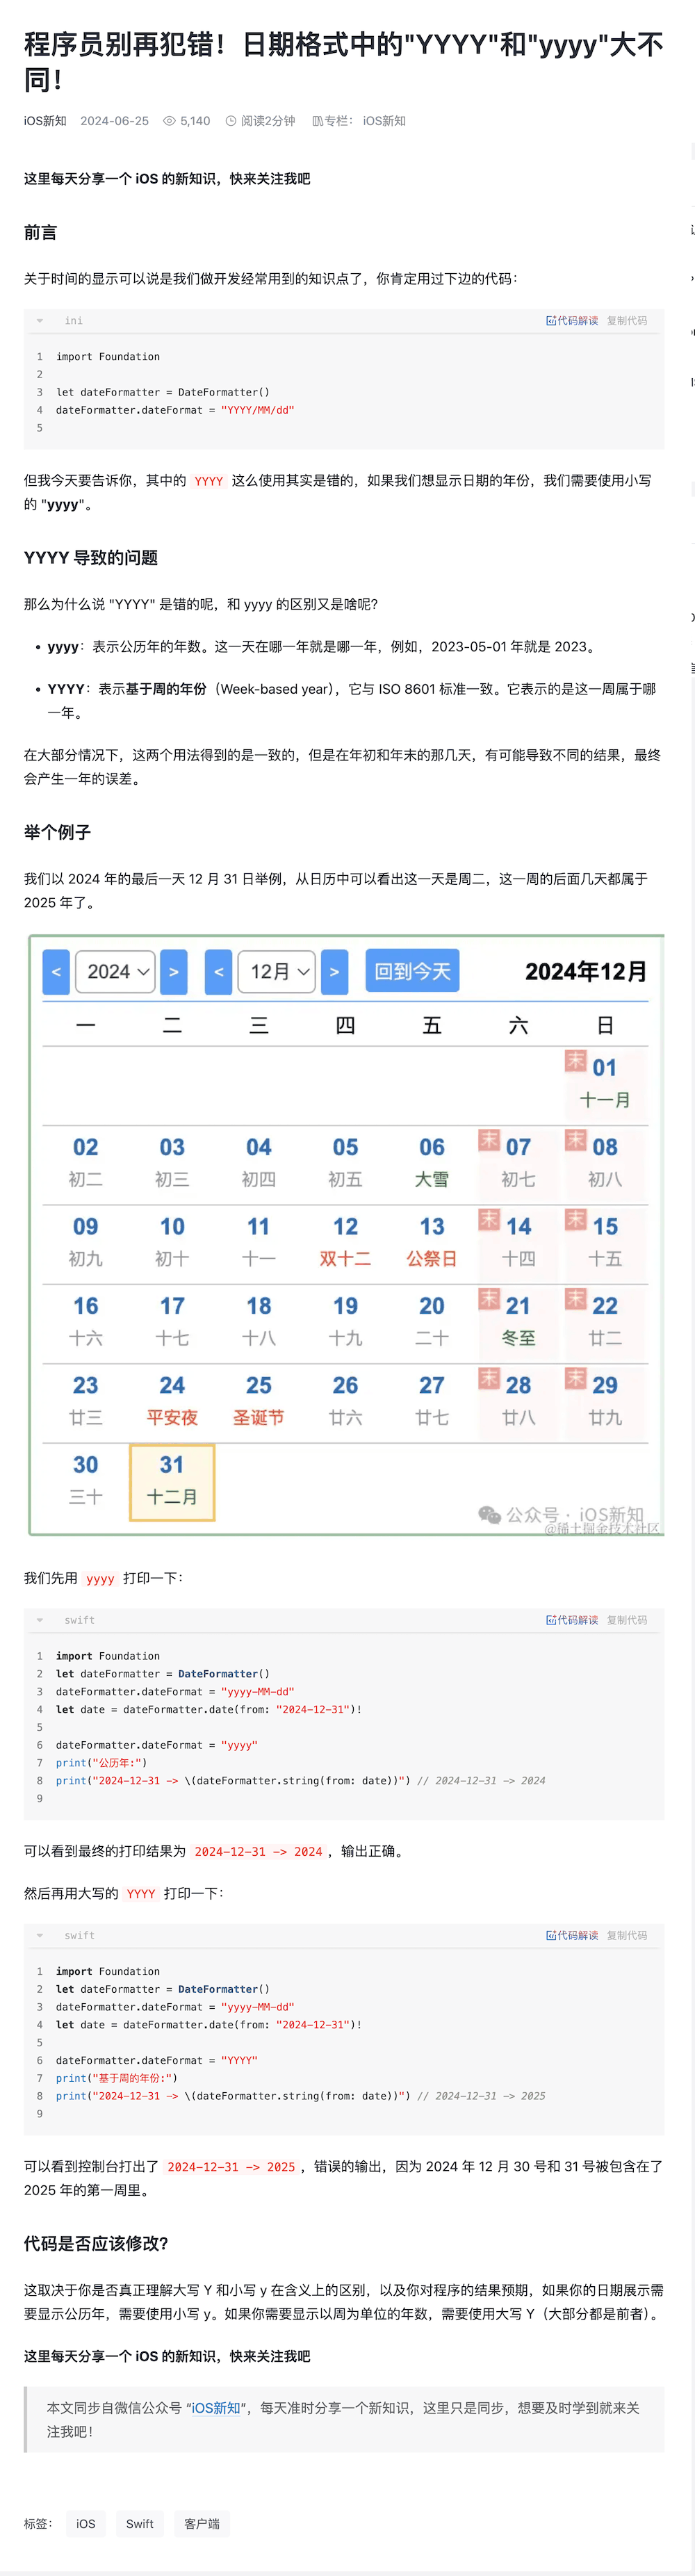 程序员别再犯错！日期格式中的"YYYY"和"yyyy"大不
同！
iOS新知 2024-06-25 5,140 阅读2分钟 专栏： iOS新知
这里每天分享一个 iOS 的新知识，快来关注我吧
前言
关于时间的显示可以说是我们做开发经常用到的知识点了，你肯定用过下边的代码：
ini 代码解读 复制代码
1 import Foundation
2
3 let dateFormatter = DateFormatter()
4 dateFormatter.dateFormat = "YYYY/MM/dd"
5
但我今天要告诉你，其中的 YYYY 这么使用其实是错的，如果我们想显示日期的年份，我们需要使用小写
的 "yyyy"。
YYYY 导致的问题
那么为什么说 "YYYY" 是错的呢，和 yyyy 的区别又是啥呢？
• yyyy：表示公历年的年数。这一天在哪一年就是哪一年，例如，2023-05-01 年就是 2023。
• YYYY：表示基于周的年份（Week-based year），它与 ISO 8601 标准一致。它表示的是这一周属于哪
一年。
在大部分情况下，这两个用法得到的是一致的，但是在年初和年末的那几天，有可能导致不同的结果，最终
会产生一年的误差。
举个例子
我们以 2024 年的最后一天 12 月 31 日举例，从日历中可以看出这一天是周二，这一周的后面几天都属于
2025 年了。
< 2024 > < 12月 > 回到今天 2024年12月
一 二 三 四 五 六 日
末 01
十一月
02 03 04 05 06 末 07 末 08
初二 初三 初四 初五 大雪 初七 初八
09 10 11 12 13 末 14 末 15
初九 初十 十一 双十二 公祭日 十四 十五
16 17 18 19 20 末 21 末 22
十六 十七 十八 十九 二十 冬至 廿二
23 24 25 26 27 末 28 末 29
廿三 平安夜 圣诞节 廿六 廿七 廿八 廿九
30 31
三十 十二月
公众号 · iOS新知
@稀土掘金技术社区
我们先用 yyyy 打印一下：
swift 代码解读 复制代码
1 import Foundation
2 let dateFormatter = DateFormatter()
3 dateFormatter.dateFormat = "yyyy-MM-dd"
4 let date = dateFormatter.date(from: "2024-12-31")!
5
6 dateFormatter.dateFormat = "yyyy"
7 print("公历年:")
8 print("2024-12-31 -> \(dateFormatter.string(from: date))") // 2024-12-31 -> 2024
9
可以看到最终的打印结果为 2024-12-31 -> 2024 ，输出正确。
然后再用大写的 YYYY 打印一下：
swift 代码解读 复制代码
1 import Foundation
2 let dateFormatter = DateFormatter()
3 dateFormatter.dateFormat = "yyyy-MM-dd"
4 let date = dateFormatter.date(from: "2024-12-31")!
5
6 dateFormatter.dateFormat = "YYYY"
7 print("基于周的年份:")
8 print("2024-12-31 -> \(dateFormatter.string(from: date))") // 2024-12-31 -> 2025
9
可以看到控制台打出了 2024-12-31 -> 2025 ，错误的输出，因为 2024 年 12 月 30 号和 31 号被包含在了
2025 年的第一周里。
代码是否应该修改？
这取决于你是否真正理解大写 Y 和小写 y 在含义上的区别，以及你对程序的结果预期，如果你的日期展示需
要显示公历年，需要使用小写 y。如果你需要显示以周为单位的年数，需要使用大写 Y（大部分都是前者）。
这里每天分享一个 iOS 的新知识，快来关注我吧
本文同步自微信公众号 “iOS新知”，每天准时分享一个新知识，这里只是同步，想要及时学到就来关
注我吧！
标签： iOS Swift 客户端